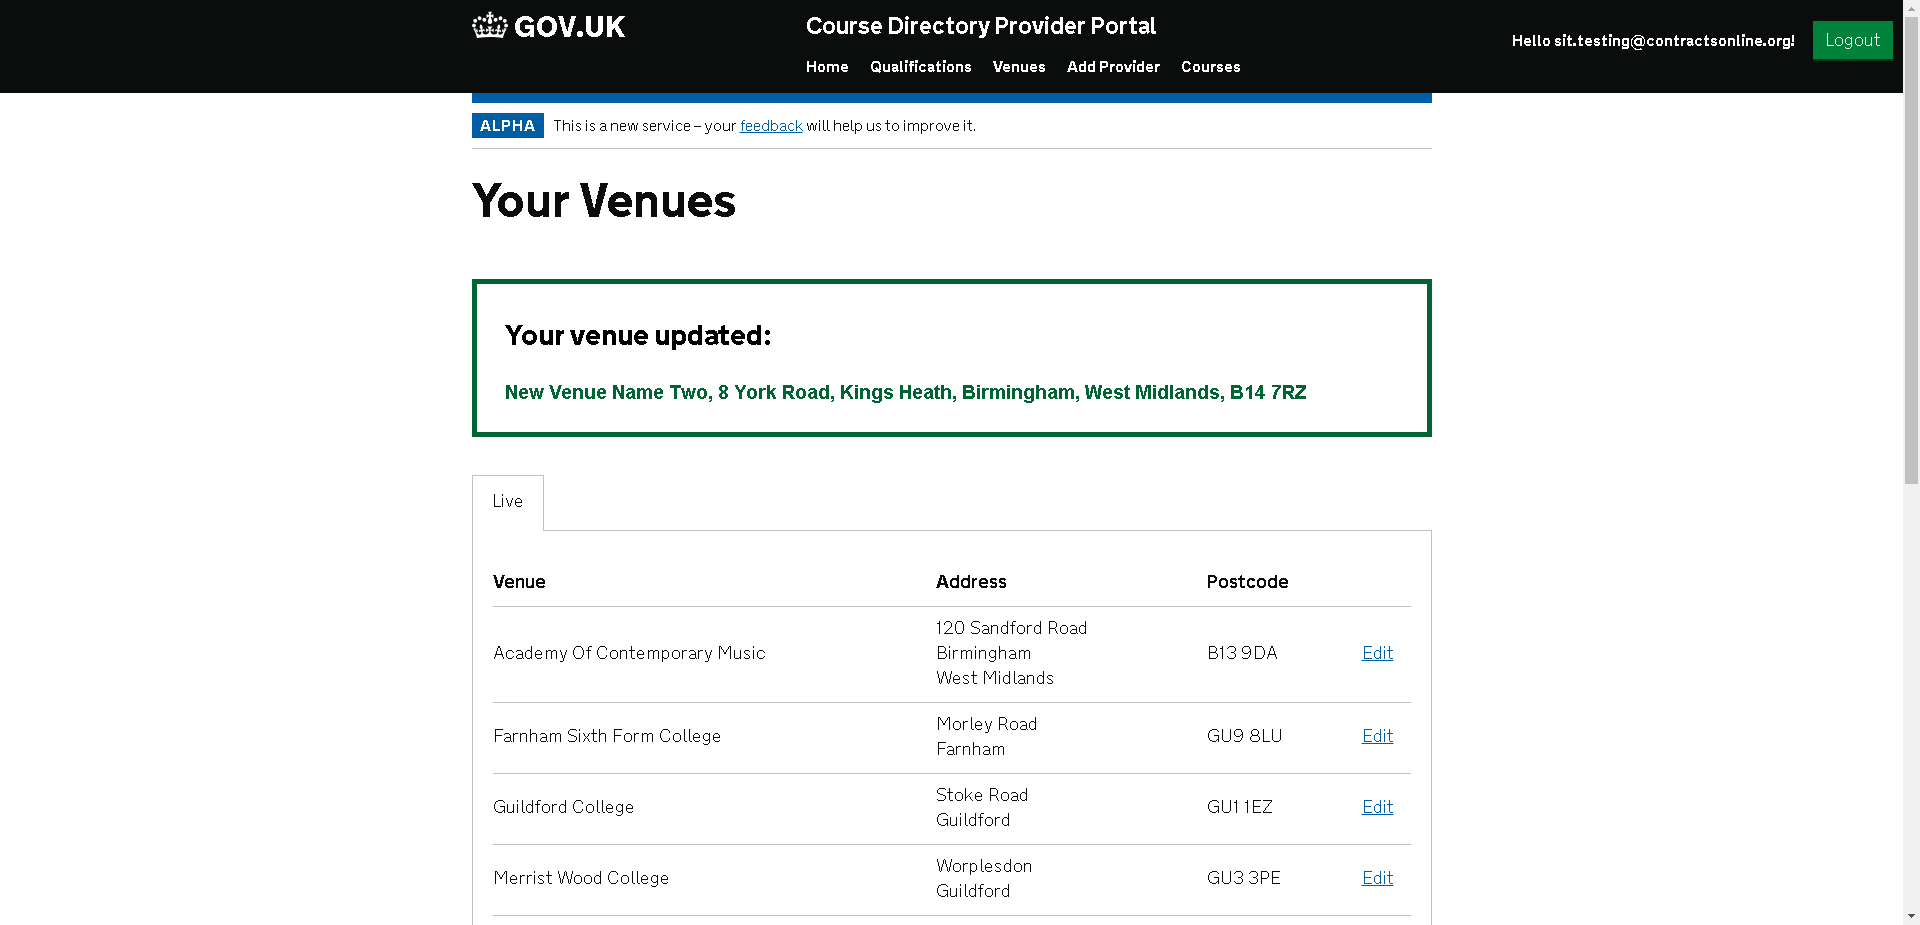 GOV.UK
Course Directory Provider Portal
Home Qualifications Venues Add Provider Courses
Hello sit.testing@contractsonline.org!
Logout
ALPHA This is a new service – your feedback will help us to improve it.
Your Venues
Your venue updated:
New Venue Name Two, 8 York Road, Kings Heath, Birmingham, West Midlands, B14 7RZ
Live
Venue Address Postcode
120 Sandford Road
Academy Of Contemporary Music Birmingham B13 9DA Edit
West Midlands
Morley Road
Farnham Sixth Form College GU9 8LU Edit
Farnham
Stoke Road
Guildford College GU1 1EZ Edit
Guildford
Worplesdon
Merrist Wood College GU3 3PE Edit
Guildford